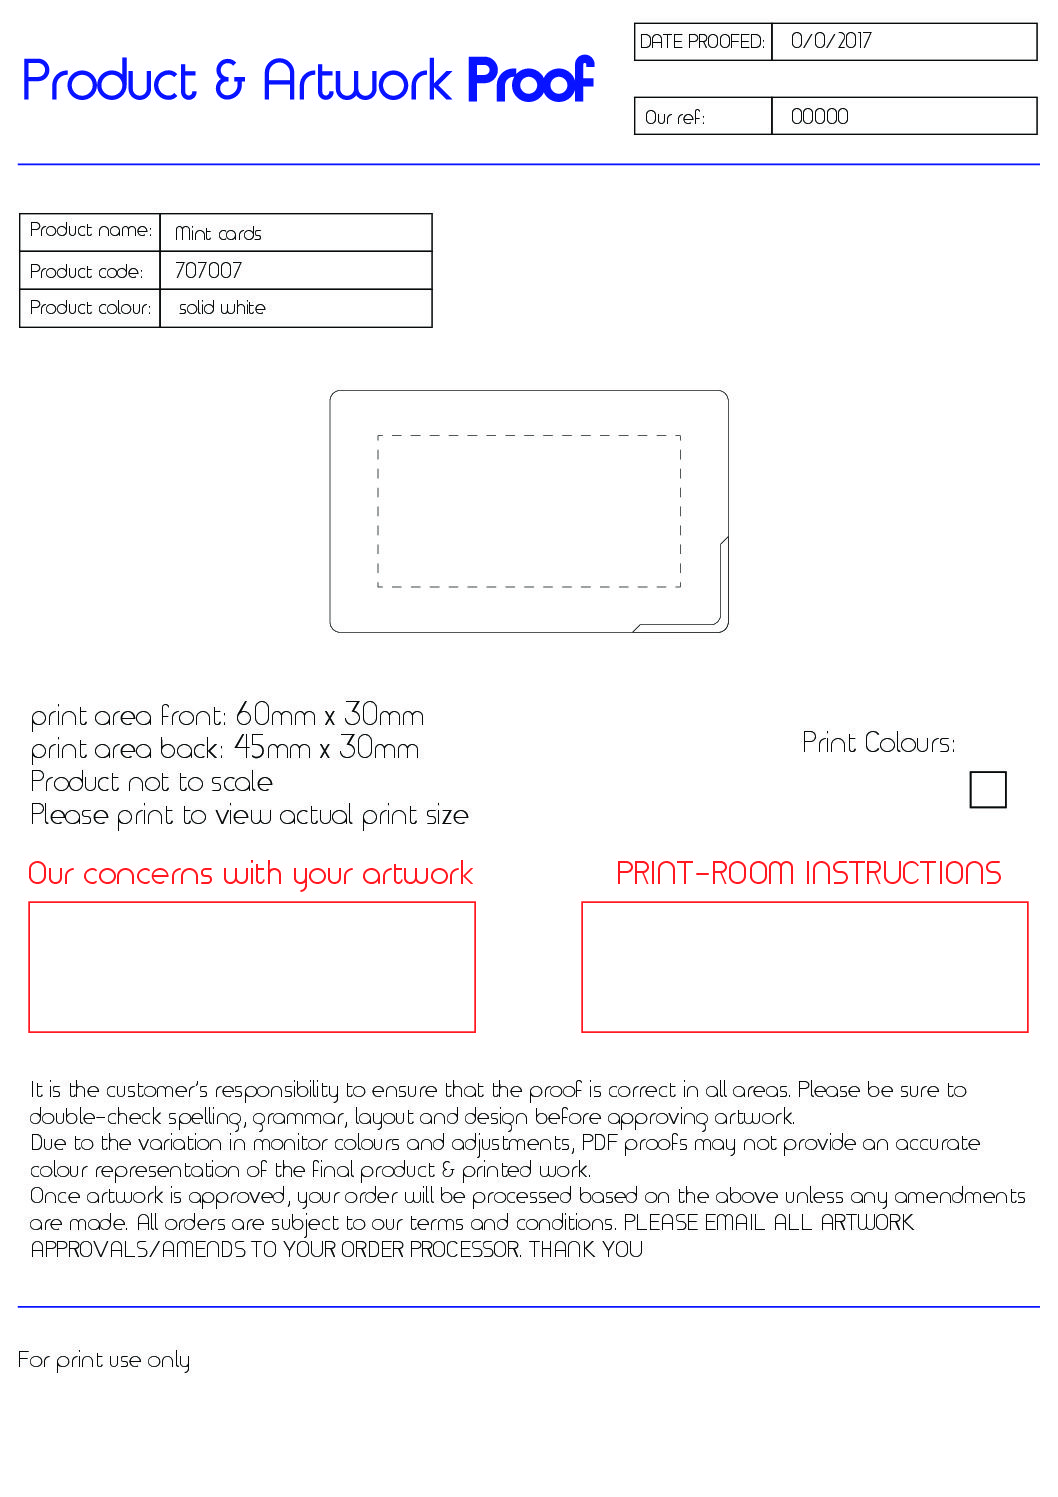 Product & Artwork Proof
DATE PROOFED: 0/0/2017
Our ref: 00000
Product name: Mint cards
Product code: 707007
Product colour: solid white
print area front: 60mm x 30mm
print area back: 45mm x 30mm
Product not to scale
Please print to view actual print size
Print Colours:
Our concerns with your artwork
PRINT-ROOM INSTRUCTIONS
It is the customer's responsibility to ensure that the proof is correct in all areas. Please be sure to
double-check spelling, grammar, layout and design before approving artwork.
Due to the variation in monitor colours and adjustments, PDF proofs may not provide an accurate
colour representation of the final product & printed work.
Once artwork is approved, your order will be processed based on the above unless any amendments
are made. All orders are subject to our terms and conditions. PLEASE EMAIL ALL ARTWORK
APPROVALS/AMENDS TO YOUR ORDER PROCESSOR. THANK YOU
For print use only